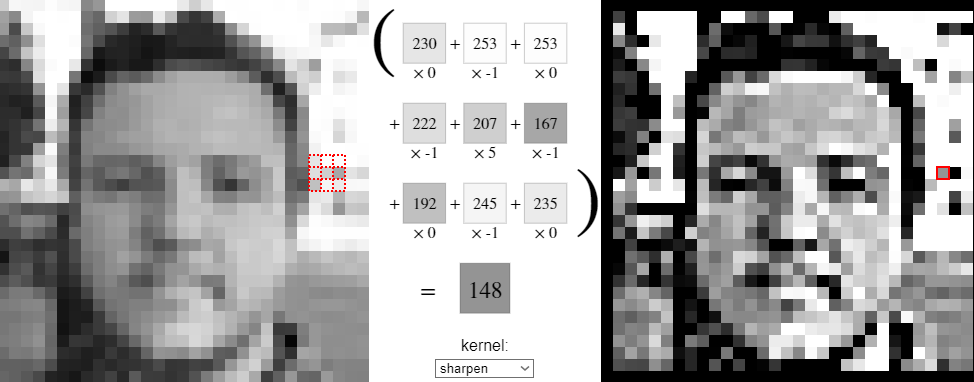 ( 230 + 253 + 253
× 0 × -1 × 0
+ 222 + 207 + 167
× -1 × 5 × -1
+ 192 + 245 + 235 )
× 0 × -1 × 0
= 148
kernel:
sharpen